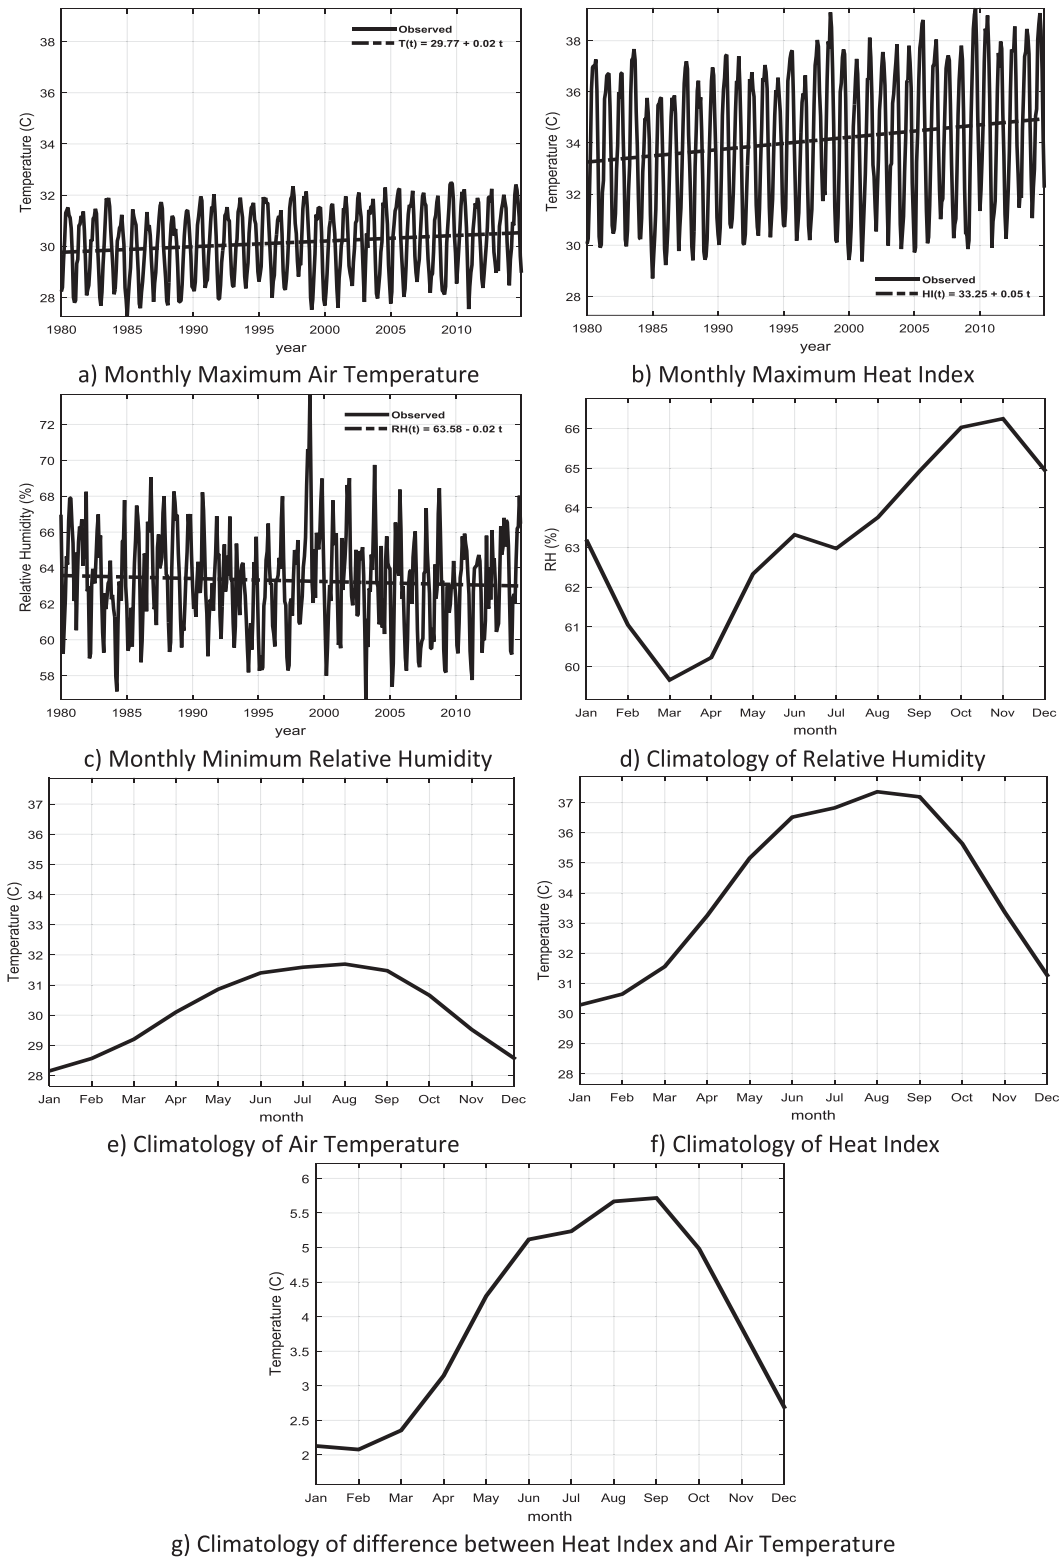 Observed
T(t) = 29.77 + 0.02 t
Temperature (C)
38
36
34
32
30
28
1980 1985 1990 1995 2000 2005 2010
year
a) Monthly Maximum Air Temperature
Temperature (C)
38
36
34
32
30
28
Observed
HI(t) = 33.25 + 0.05 t
1980 1985 1990 1995 2000 2005 2010
year
b) Monthly Maximum Heat Index
Observed
RH(t) = 63.58 - 0.02 t
Relative Humidity (%)
72
70
68
66
64
62
60
58
1980 1985 1990 1995 2000 2005 2010
year
c) Monthly Minimum Relative Humidity
RH (%)
66
65
64
63
62
61
60
Jan Feb Mar Apr May Jun Jul Aug Sep Oct Nov Dec
month
d) Climatology of Relative Humidity
Temperature (C)
37
36
35
34
33
32
31
30
29
28
Jan Feb Mar Apr May Jun Jul Aug Sep Oct Nov Dec
month
e) Climatology of Air Temperature
Temperature (C)
37
36
35
34
33
32
31
30
29
28
Jan Feb Mar Apr May Jun Jul Aug Sep Oct Nov Dec
month
f) Climatology of Heat Index
Temperature (C)
6
5.5
5
4.5
4
3.5
3
2.5
2
Jan Feb Mar Apr May Jun Jul Aug Sep Oct Nov Dec
month
g) Climatology of difference between Heat Index and Air Temperature